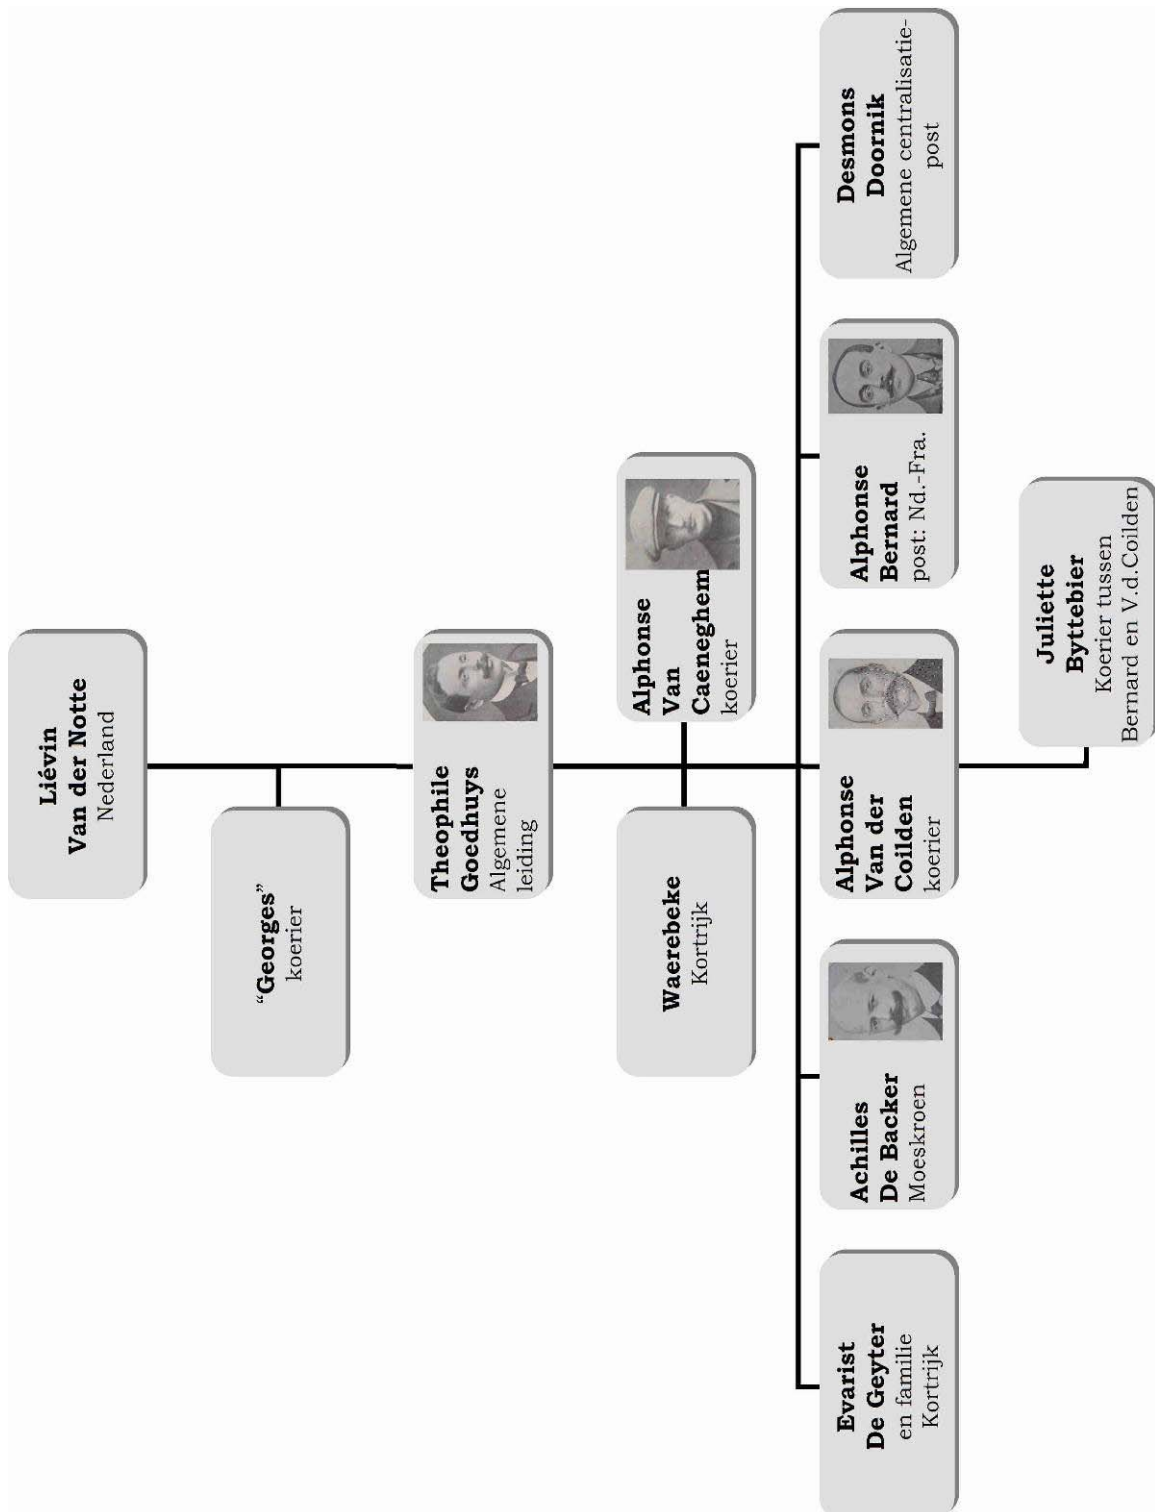 Liévin
Van der Notte
Nederland
“Georges”
koerier
Theophile
Goedhuys
Algemene
leiding
Waerebeke
Kortrijk
Alphonse
Van
Caeneghem
koerier
Evarist
De Geyter
en familie
Kortrijk
Achilles
De Backer
Moeskroen
Alphonse
Van der
Coilden
koerier
Alphonse
Bernard
post: Nd.-Fra.
Desmons
Doornik
Algemene centralisatie-
post
Juliette
Byttebier
Koerier tussen
Bernard en V.d.Coilden